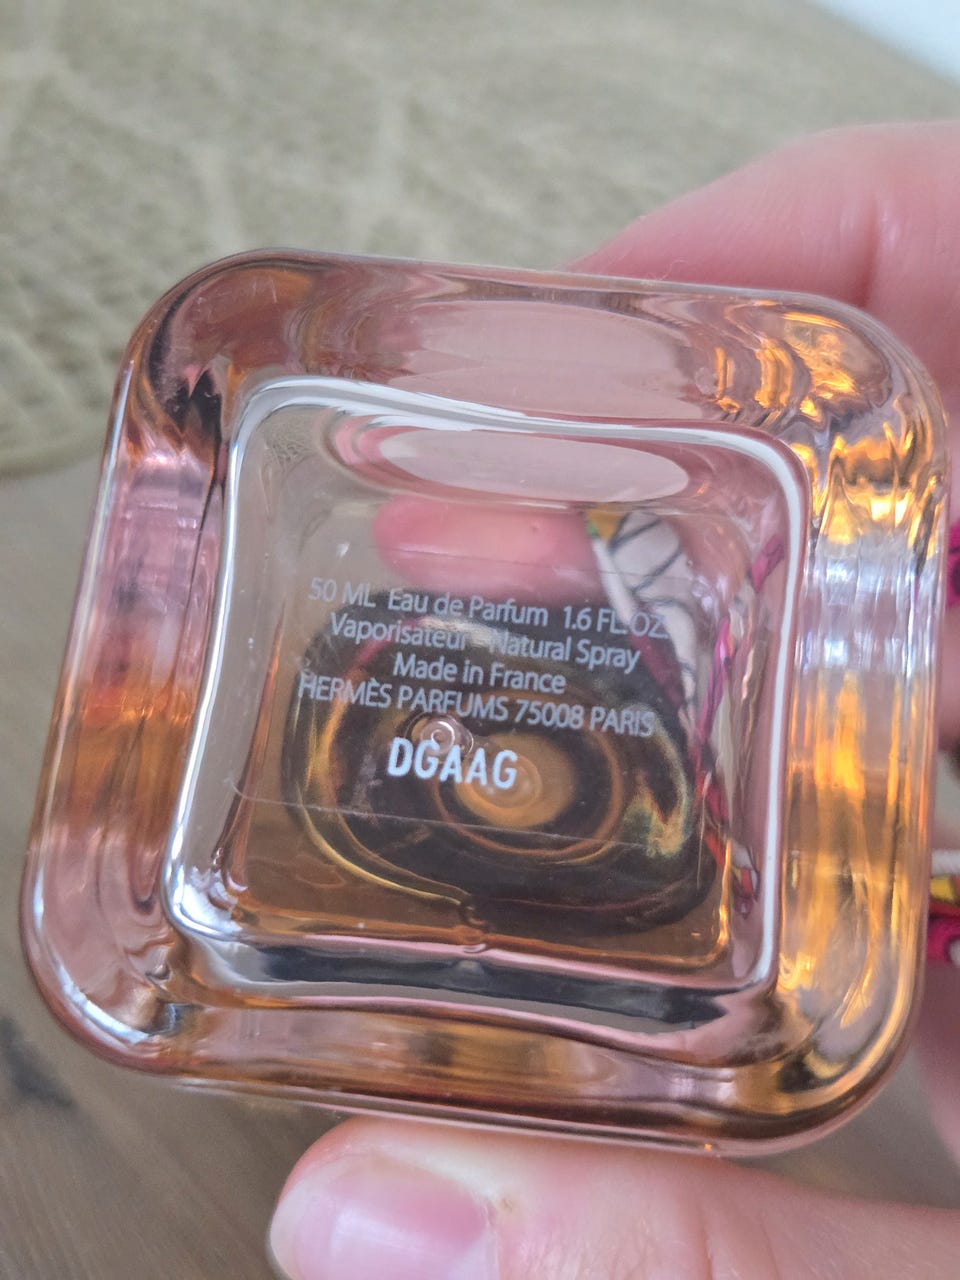 50 ML Eau de Parfum 1.6 FL.OZ.
Vaporisateur Natural Spray
Made in France
HERMÈS PARFUMS 75008 PARIS
DGAAG